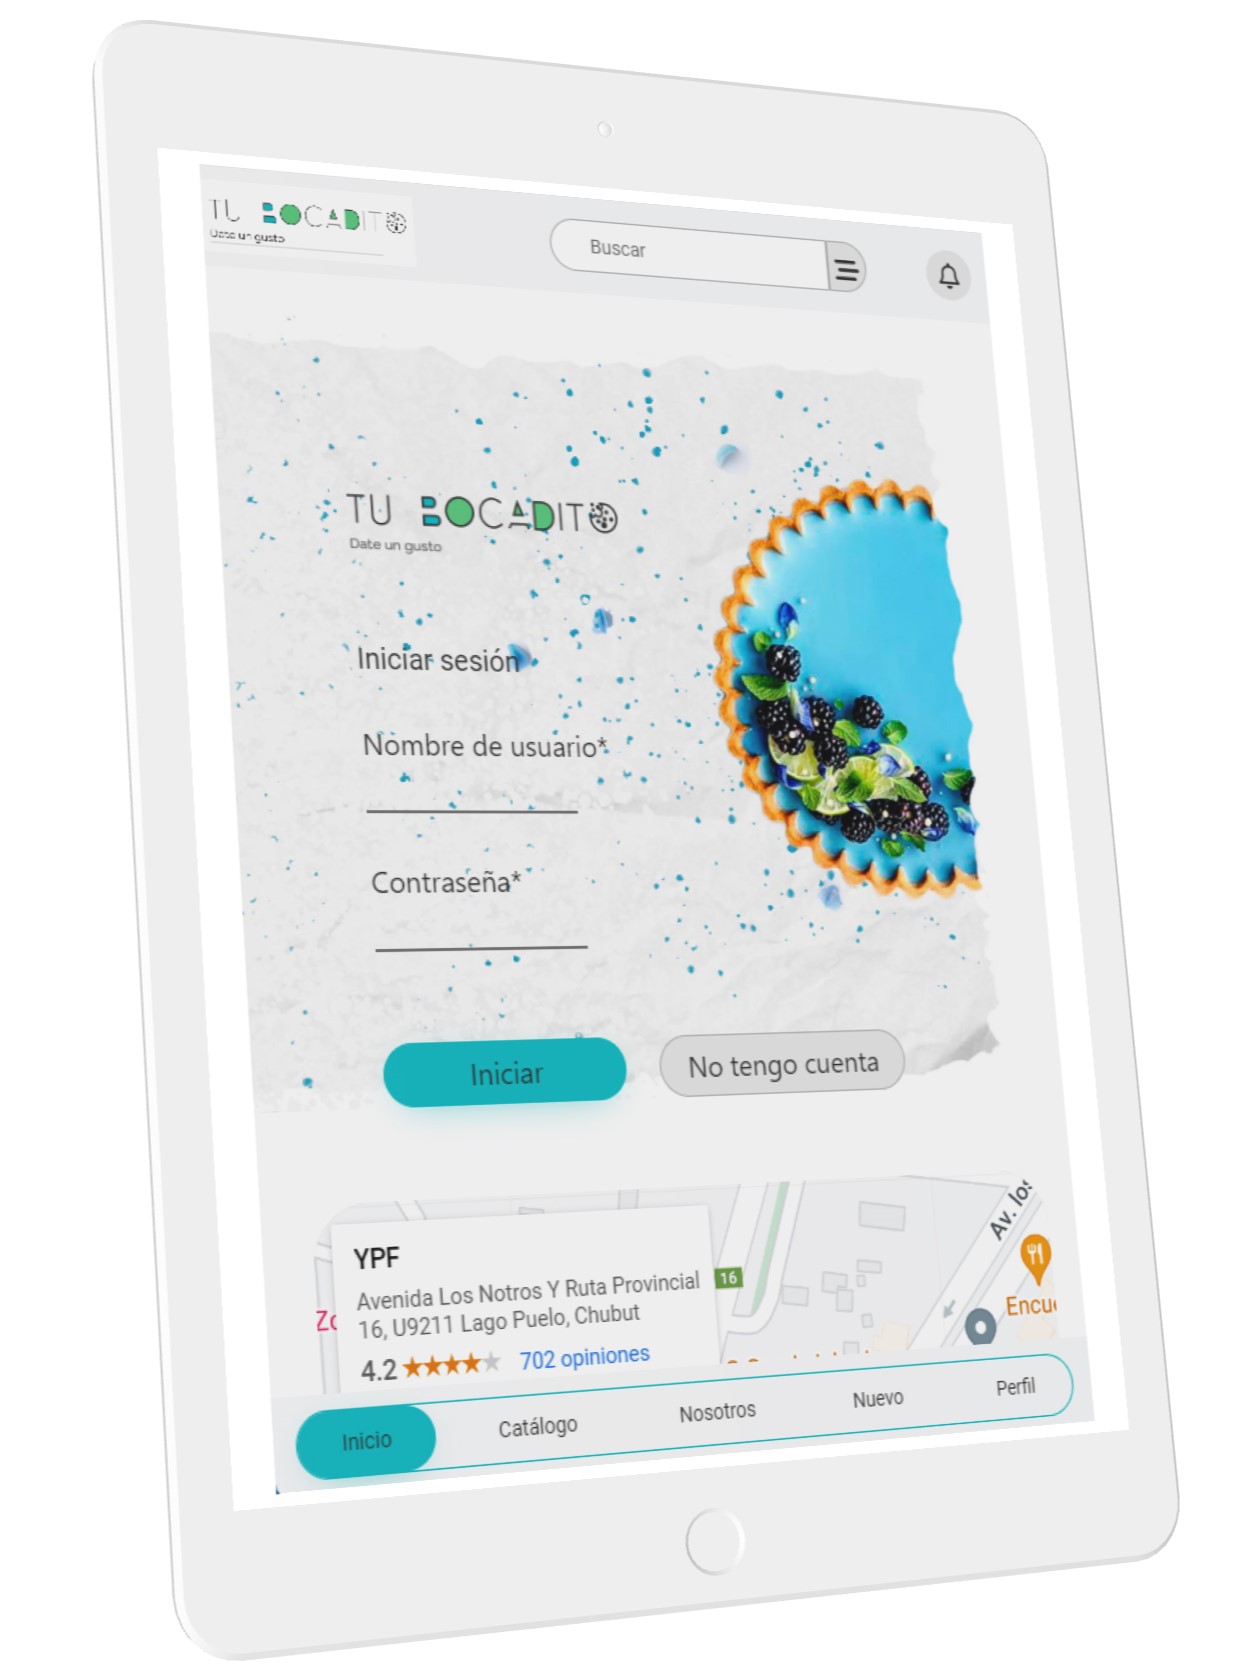 TU BOCADITO
Date un gusto
Buscar
TU BOCADITO
Date un gusto
Iniciar sesión
Nombre de usuario*
Contraseña*
Iniciar
No tengo cuenta
Av. los
YPF
Avenida Los Notros Y Ruta Provincial
16, U9211 Lago Puelo, Chubut
16
4.2 ★★★★★ 702 opiniones
Zo
Encue
Inicio
Catálogo
Nosotros
Nuevo
Perfil